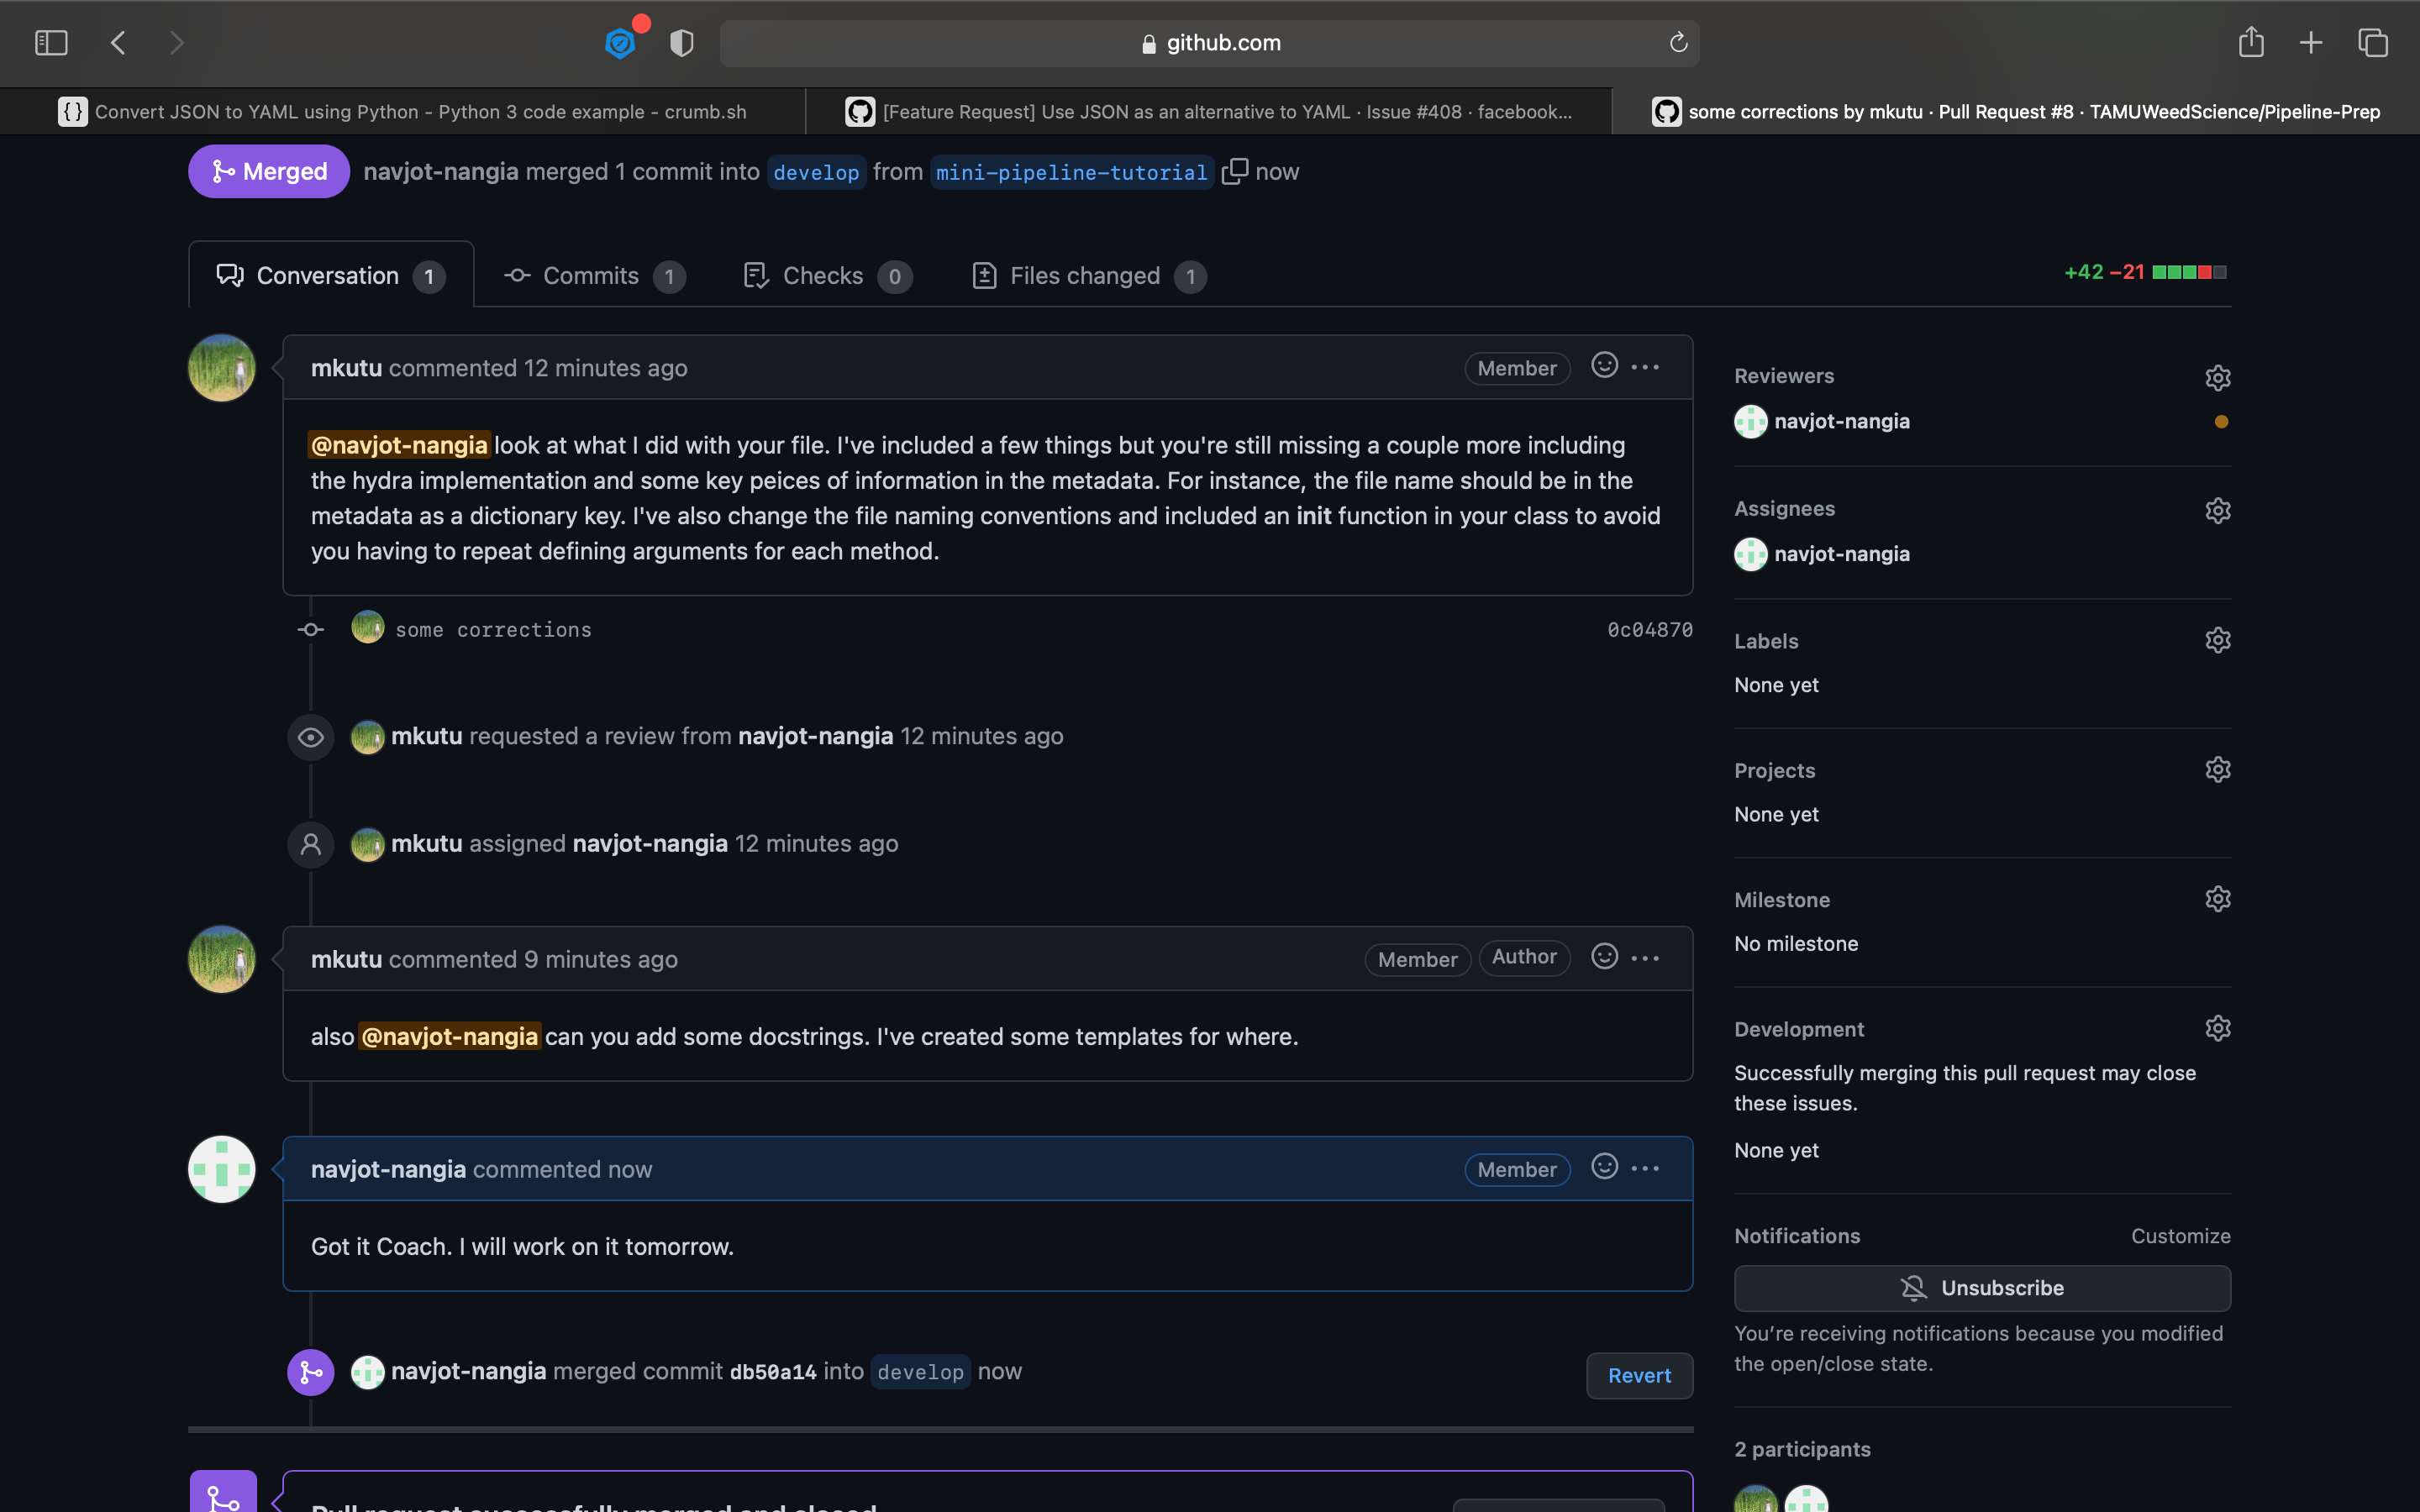 github.com
{ } Convert JSON to YAML using Python - Python 3 code example - crumb.sh
[Feature Request] Use JSON as an alternative to YAML · Issue #408 · facebook...
some corrections by mkutu · Pull Request #8 · TAMUWeedScience/Pipeline-Prep
Merged navjot-nangia merged 1 commit into develop from mini-pipeline-tutorial now
Conversation 1 Commits 1 Checks 0 Files changed 1 +42 −21
mkutu commented 12 minutes ago Member ...
@navjot-nangia look at what I did with your file. I've included a few things but you're still missing a couple more including
the hydra implementation and some key peices of information in the metadata. For instance, the file name should be in the
metadata as a dictionary key. I've also change the file naming conventions and included an init function in your class to avoid
you having to repeat defining arguments for each method.
some corrections 0c04870
mkutu requested a review from navjot-nangia 12 minutes ago
mkutu assigned navjot-nangia 12 minutes ago
mkutu commented 9 minutes ago Member Author ...
also @navjot-nangia can you add some docstrings. I've created some templates for where.
navjot-nangia commented now Member ...
Got it Coach. I will work on it tomorrow.
navjot-nangia merged commit db50a14 into develop now Revert
Pull request successfully merged and closed
Reviewers
navjot-nangia
Assignees
navjot-nangia
Labels
None yet
Projects
None yet
Milestone
No milestone
Development
Successfully merging this pull request may close
these issues.
None yet
Notifications Customize
Unsubscribe
You're receiving notifications because you modified
the open/close state.
2 participants